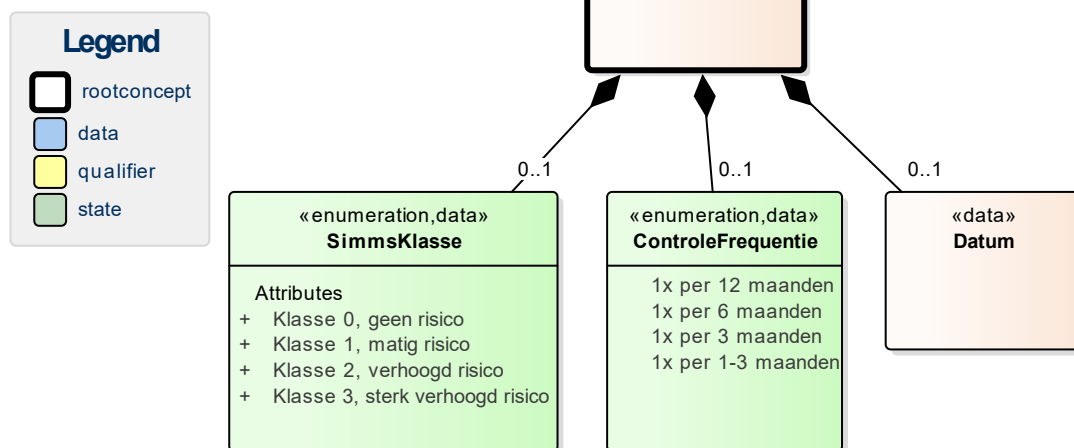 Legend
rootconcept
data
qualifier
state
0..1
0..1
0..1
«enumeration,data»
SimmsKlasse
Attributes
+ Klasse 0, geen risico
+ Klasse 1, matig risico
+ Klasse 2, verhoogd risico
+ Klasse 3, sterk verhoogd risico
«enumeration,data»
ControleFrequentie
1x per 12 maanden
1x per 6 maanden
1x per 3 maanden
1x per 1-3 maanden
«data»
Datum